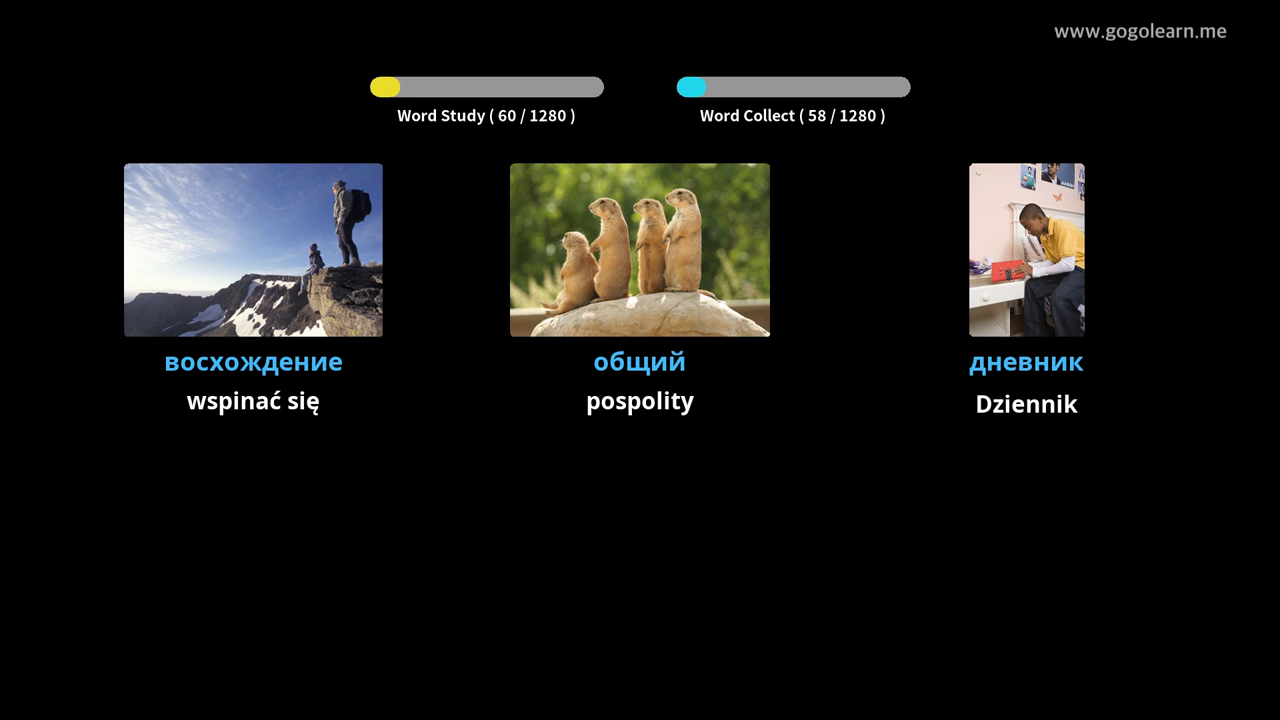 www.gogolearn.me
Word Study ( 60 / 1280 )
Word Collect ( 58 / 1280 )
восхождение
общий
дневник
wspinać się
pospolity
Dziennik